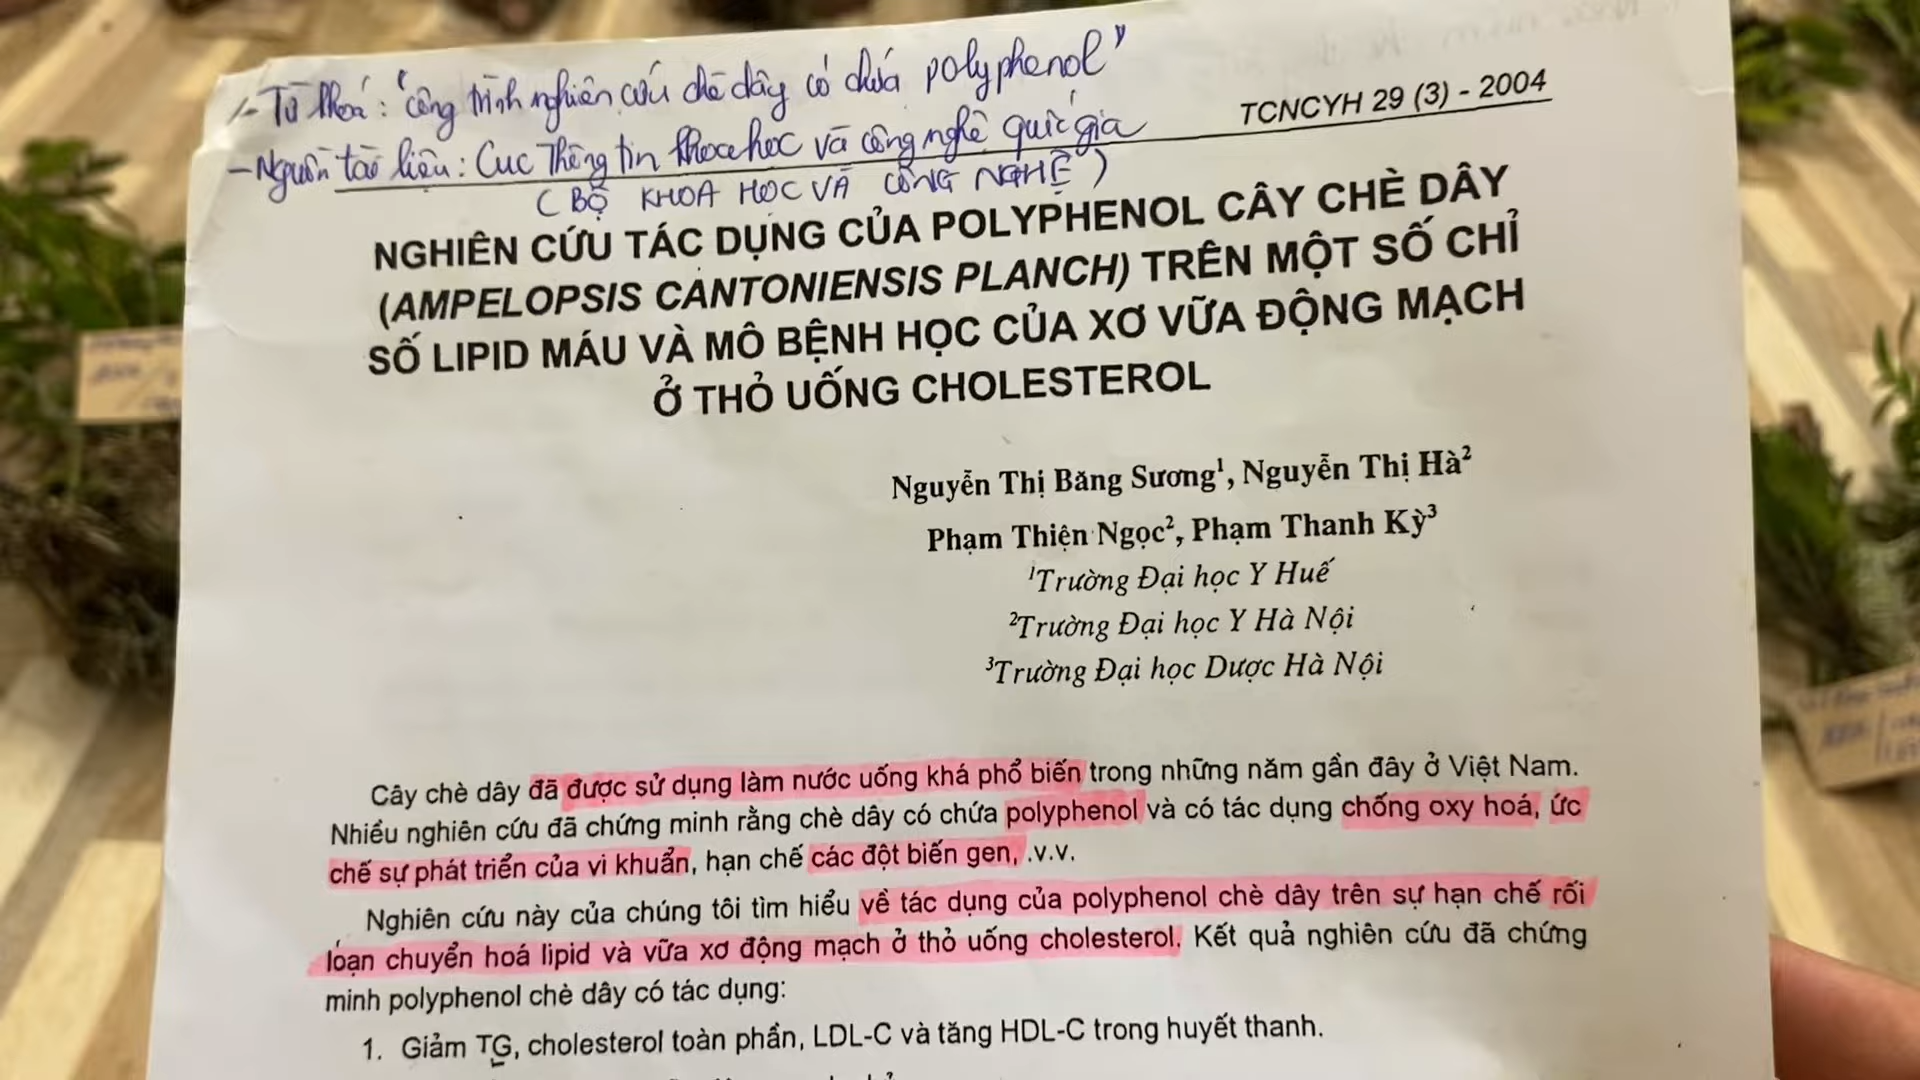 - Từ khoá: "công trình nghiên cứu chè dây có chứa polyphenol"
TCNCYH 29 (3) - 2004
- Nguồn tài liệu: Cục Thông tin khoa học và công nghệ quốc gia
( BỘ KHOA HỌC VÀ CÔNG NGHỆ )
NGHIÊN CỨU TÁC DỤNG CỦA POLYPHENOL CÂY CHÈ DÂY
(AMPELOPSIS CANTONIENSIS PLANCH) TRÊN MỘT SỐ CHỈ
SỐ LIPID MÁU VÀ MÔ BỆNH HỌC CỦA XƠ VỮA ĐỘNG MẠCH
Ở THỎ UỐNG CHOLESTEROL
Nguyễn Thị Băng Sương¹, Nguyễn Thị Hà²
Phạm Thiện Ngọc², Phạm Thanh Kỳ³
¹Trường Đại học Y Huế
²Trường Đại học Y Hà Nội
³Trường Đại học Dược Hà Nội
Cây chè dây đã được sử dụng làm nước uống khá phổ biến trong những năm gần đây ở Việt Nam.
Nhiều nghiên cứu đã chứng minh rằng chè dây có chứa polyphenol và có tác dụng chống oxy hoá, ức
chế sự phát triển của vi khuẩn, hạn chế các đột biến gen, .v.v.
Nghiên cứu này của chúng tôi tìm hiểu về tác dụng của polyphenol chè dây trên sự hạn chế rối
loạn chuyển hoá lipid và vữa xơ động mạch ở thỏ uống cholesterol. Kết quả nghiên cứu đã chứng
minh polyphenol chè dây có tác dụng:
1. Giảm TG, cholesterol toàn phần, LDL-C và tăng HDL-C trong huyết thanh.